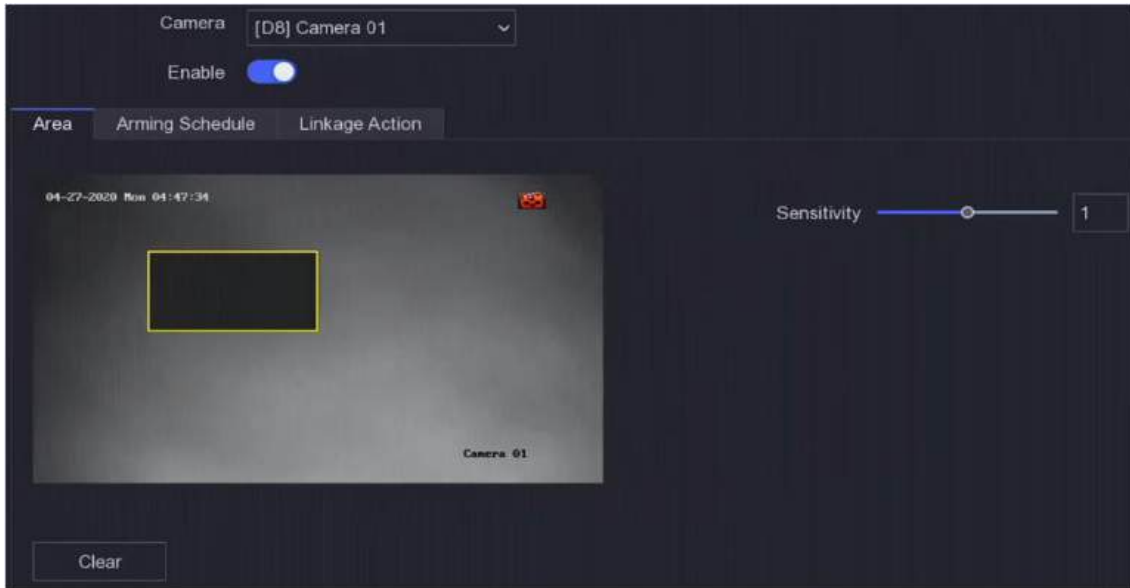 Camera [D8] Camera 01
Enable
Area Arming Schedule Linkage Action
04-27-2020 Mon 04:47:34
Sensitivity 1
Camera 01
Clear